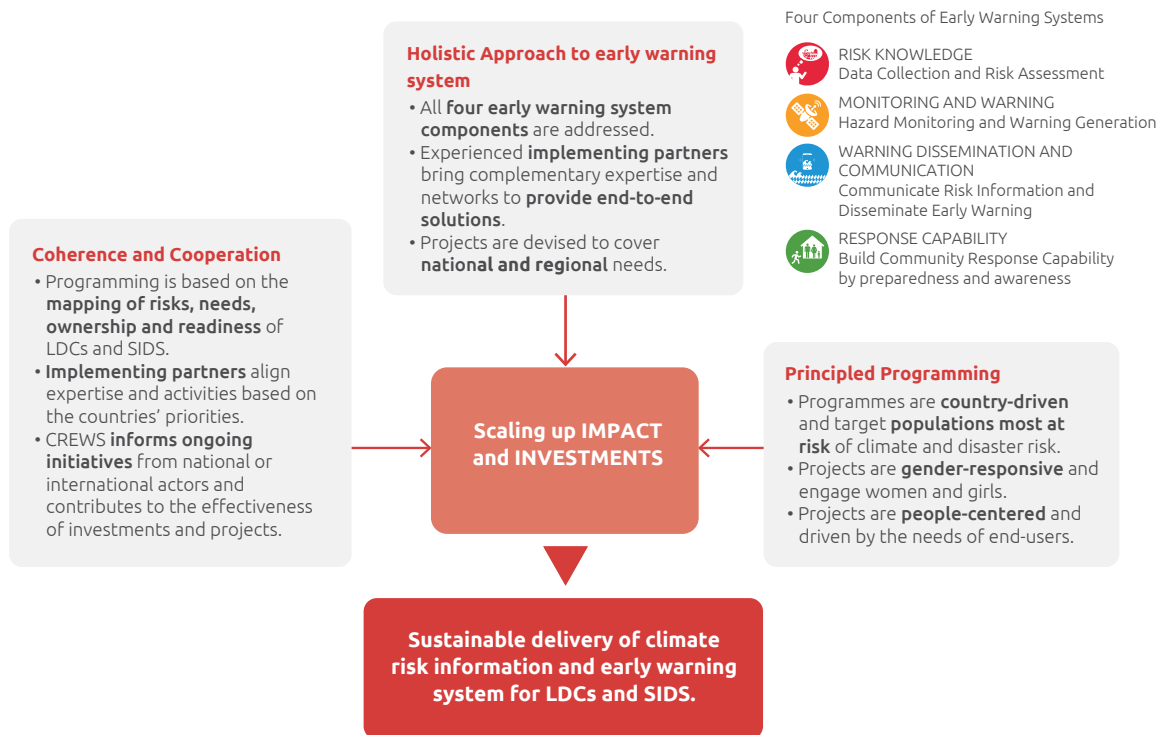 Holistic Approach to early warning
system
• All four early warning system
components are addressed.
• Experienced implementing partners
bring complementary expertise and
networks to provide end-to-end
solutions.
• Projects are devised to cover
national and regional needs.
Four Components of Early Warning Systems
RISK KNOWLEDGE
Data Collection and Risk Assessment
MONITORING AND WARNING
Hazard Monitoring and Warning Generation
WARNING DISSEMINATION AND
COMMUNICATION
Communicate Risk Information and
Disseminate Early Warning
RESPONSE CAPABILITY
Build Community Response Capability
by preparedness and awareness
Coherence and Cooperation
• Programming is based on the
mapping of risks, needs,
ownership and readiness of
LDCs and SIDS.
• Implementing partners align
expertise and activities based on
the countries’ priorities.
• CREWS informs ongoing
initiatives from national or
international actors and
contributes to the effectiveness
of investments and projects.
Scaling up IMPACT
and INVESTMENTS
Principled Programming
• Programmes are country-driven
and target populations most at
risk of climate and disaster risk.
• Projects are gender-responsive and
engage women and girls.
• Projects are people-centered and
driven by the needs of end-users.
Sustainable delivery of climate
risk information and early warning
system for LDCs and SIDS.